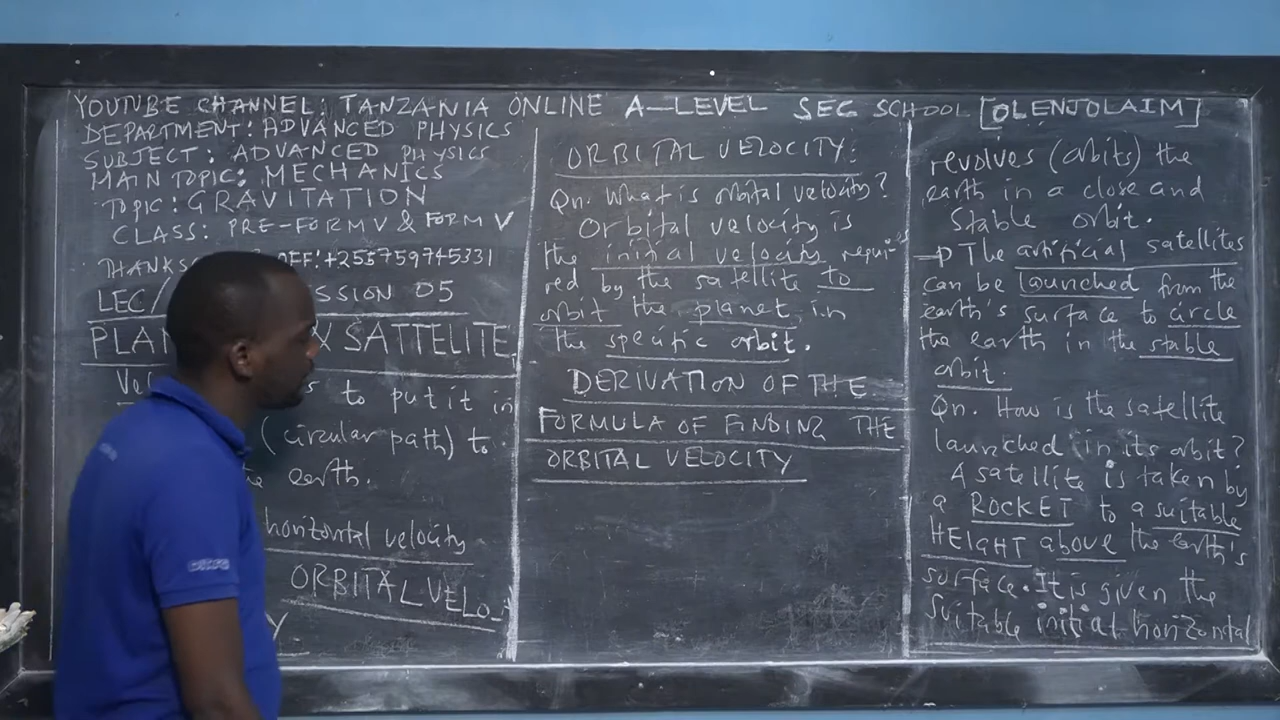 YOUTUBE CHANNEL: TANZANIA ONLINE A-LEVEL SEC SCHOOL [OLENJOLAIM]
DEPARTMENT: ADVANCED PHYSICS
SUBJECT: ADVANCED PHYSICS
MAIN TOPIC: MECHANICS
TOPIC: GRAVITATION
CLASS: PRE-FORM V & FORM V
+255759745331
LEC/ SSION 05
SATTELITE
to put it in
(circular path) to
earth.
horizontal velocity
ORBITAL VELO-
Y
ORBITAL VELOCITY:
Qn. What is orbital velocity?
Orbital velocity is
the initial velocity requi-
red by the satellite to
orbit the planet in
the specific orbit.
DERIVATION OF THE
FORMULA OF FINDING THE
ORBITAL VELOCITY
revolves (orbits) the
earth in a close and
stable orbit.
The artificial satellites
can be launched from the
earth's surface to circle
the earth in the stable
orbit.
Qn. How is the satellite
launched in its orbit?
A satellite is taken by
a ROCKET to a suitable
HEIGHT above the earth's
surface. It is given the
suitable initial horizontal